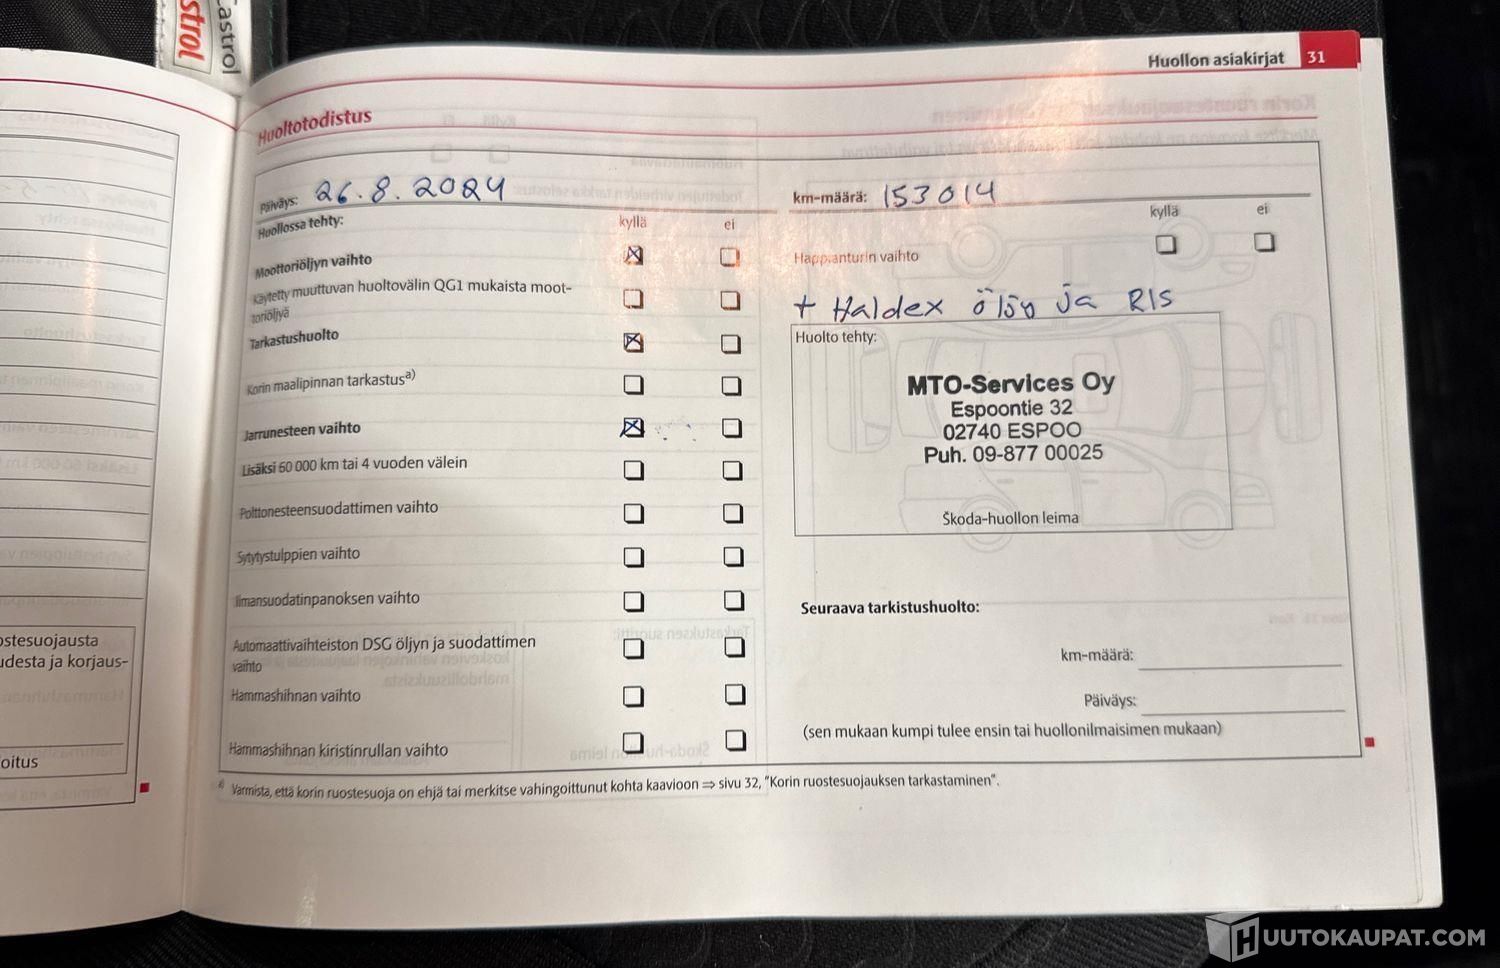 Castrol
Castrol
Huollon asiakirjat 31
Huoltotodistus
Päiväys: 26.8.2024
km-määrä: 153014
Huollossa tehty:
kyllä ei
kyllä ei
Moottoriöljyn vaihto
Happianturin vaihto
Käytetty muuttuvan huoltovälin QG1 mukaista moot-
toriöljyä
+ Haldex öljy ja RIS
Tarkastushuolto
Huolto tehty:
Korin maalipinnan tarkastusa)
MTO-Services Oy
Espoontie 32
02740 ESPOO
Puh. 09-877 00025
Jarrunesteen vaihto
Lisäksi 60 000 km tai 4 vuoden välein
Polttonesteensuodattimen vaihto
Škoda-huollon leima
Sytytystulppien vaihto
Ilmansuodatinpanoksen vaihto
Seuraava tarkistushuolto:
Automaattivaihteiston DSG öljyn ja suodattimen
vaihto
km-määrä:
Hammashihnan vaihto
Päiväys:
Hammashihnan kiristinrullan vaihto
(sen mukaan kumpi tulee ensin tai huollonilmaisimen mukaan)
a) Varmista, että korin ruostesuoja on ehjä tai merkitse vahingoittunut kohta kaavioon ⇒ sivu 32, "Korin ruostesuojauksen tarkastaminen".
ostesuojausta
udesta ja korjaus-
oitus
HUUTOKAUPAT.COM